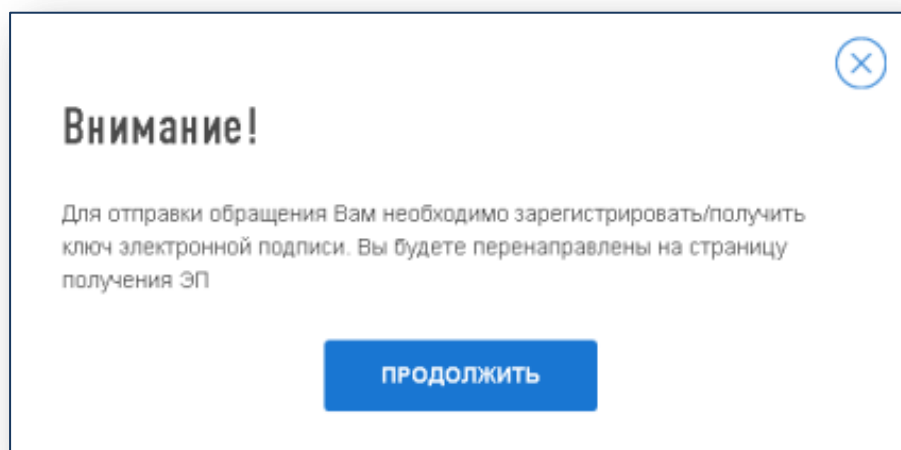 Внимание!
Для отправки обращения Вам необходимо зарегистрировать/получить
ключ электронной подписи. Вы будете перенаправлены на страницу
получения ЭП
ПРОДОЛЖИТЬ